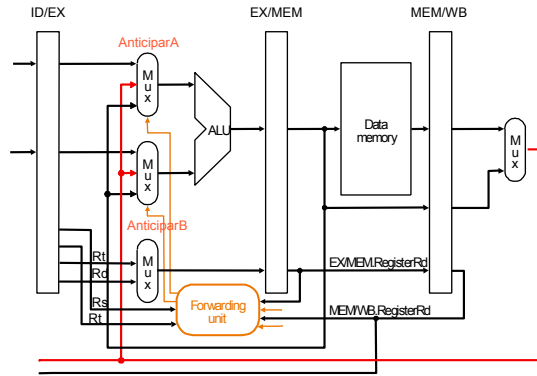 ID/EX
EX/MEM
MEM/WB
AnticiparA
M
u
x
ALU
Data
memory
M
u
x
M
u
x
AnticiparB
Rt
Rd
M
u
x
EX/MEM.RegisterRd
Rs
Rt
Forwarding
unit
MEM/WB.RegisterRd